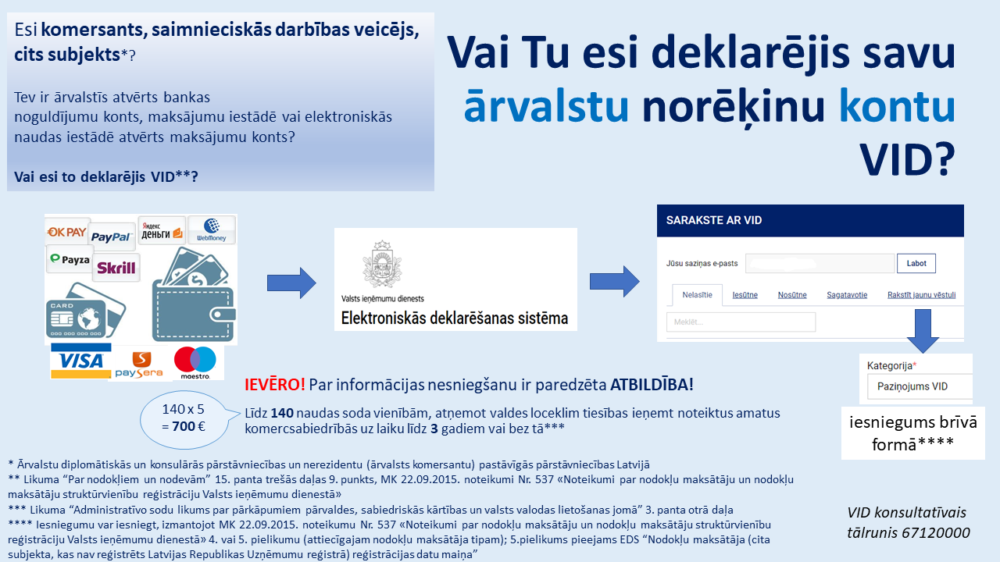 Esi komersants, saimnieciskās darbības veicējs,
cits subjekts*?
Tev ir ārvalstīs atvērts bankas
noguldījumu konts, maksājumu iestādē vai elektroniskās
naudas iestādē atvērts maksājumu konts?
Vai esi to deklarējis VID**?
Vai Tu esi deklarējis savu
ārvalstu norēķinu kontu
VID?
OKPAY
PayPal
Яндекс
деньги
WebMoney
Payza
Skrill
CARD
VISA
paysera
maestro
Valsts ieņēmumu dienests
Elektroniskās deklarēšanas sistēma
SARAKSTE AR VID
Jūsu saziņas e-pasts
Labot
Nelasītie Iesūtne Nosūtne Sagatavotie Rakstīt jaunu vēstuli
Meklēt...
Kategorija*
Paziņojums VID
iesniegums brīvā
formā****
IEVĒRO! Par informācijas nesniegšanu ir paredzēta ATBILDĪBA!
140 x 5
= 700 €
Līdz 140 naudas soda vienībām, atņemot valdes loceklim tiesības ieņemt noteiktus amatus
komercsabiedrībās uz laiku līdz 3 gadiem vai bez tā***
* Ārvalstu diplomātiskās un konsulārās pārstāvniecības un nerezidentu (ārvalsts komersantu) pastāvīgās pārstāvniecības Latvijā
** Likuma “Par nodokļiem un nodevām” 15. panta trešās daļas 9. punkts, MK 22.09.2015. noteikumi Nr. 537 «Noteikumi par nodokļu maksātāju un nodokļu
maksātāju struktūrvienību reģistrāciju Valsts ieņēmumu dienestā»
*** Likuma “Administratīvo sodu likums par pārkāpumiem pārvaldes, sabiedriskās kārtības un valsts valodas lietošanas jomā” 3. panta otrā daļa
**** Iesniegumu var iesniegt, izmantojot MK 22.09.2015. noteikumu Nr. 537 «Noteikumi par nodokļu maksātāju un nodokļu maksātāju struktūrvienību
reģistrāciju Valsts ieņēmumu dienestā» 4. vai 5. pielikumu (attiecīgajam nodokļu maksātāja tipam); 5.pielikums pieejams EDS “Nodokļu maksātāja (cita
subjekta, kas nav reģistrēts Latvijas Republikas Uzņēmumu reģistrā) reģistrācijas datu maiņa”
VID konsultatīvais
tālrunis 67120000